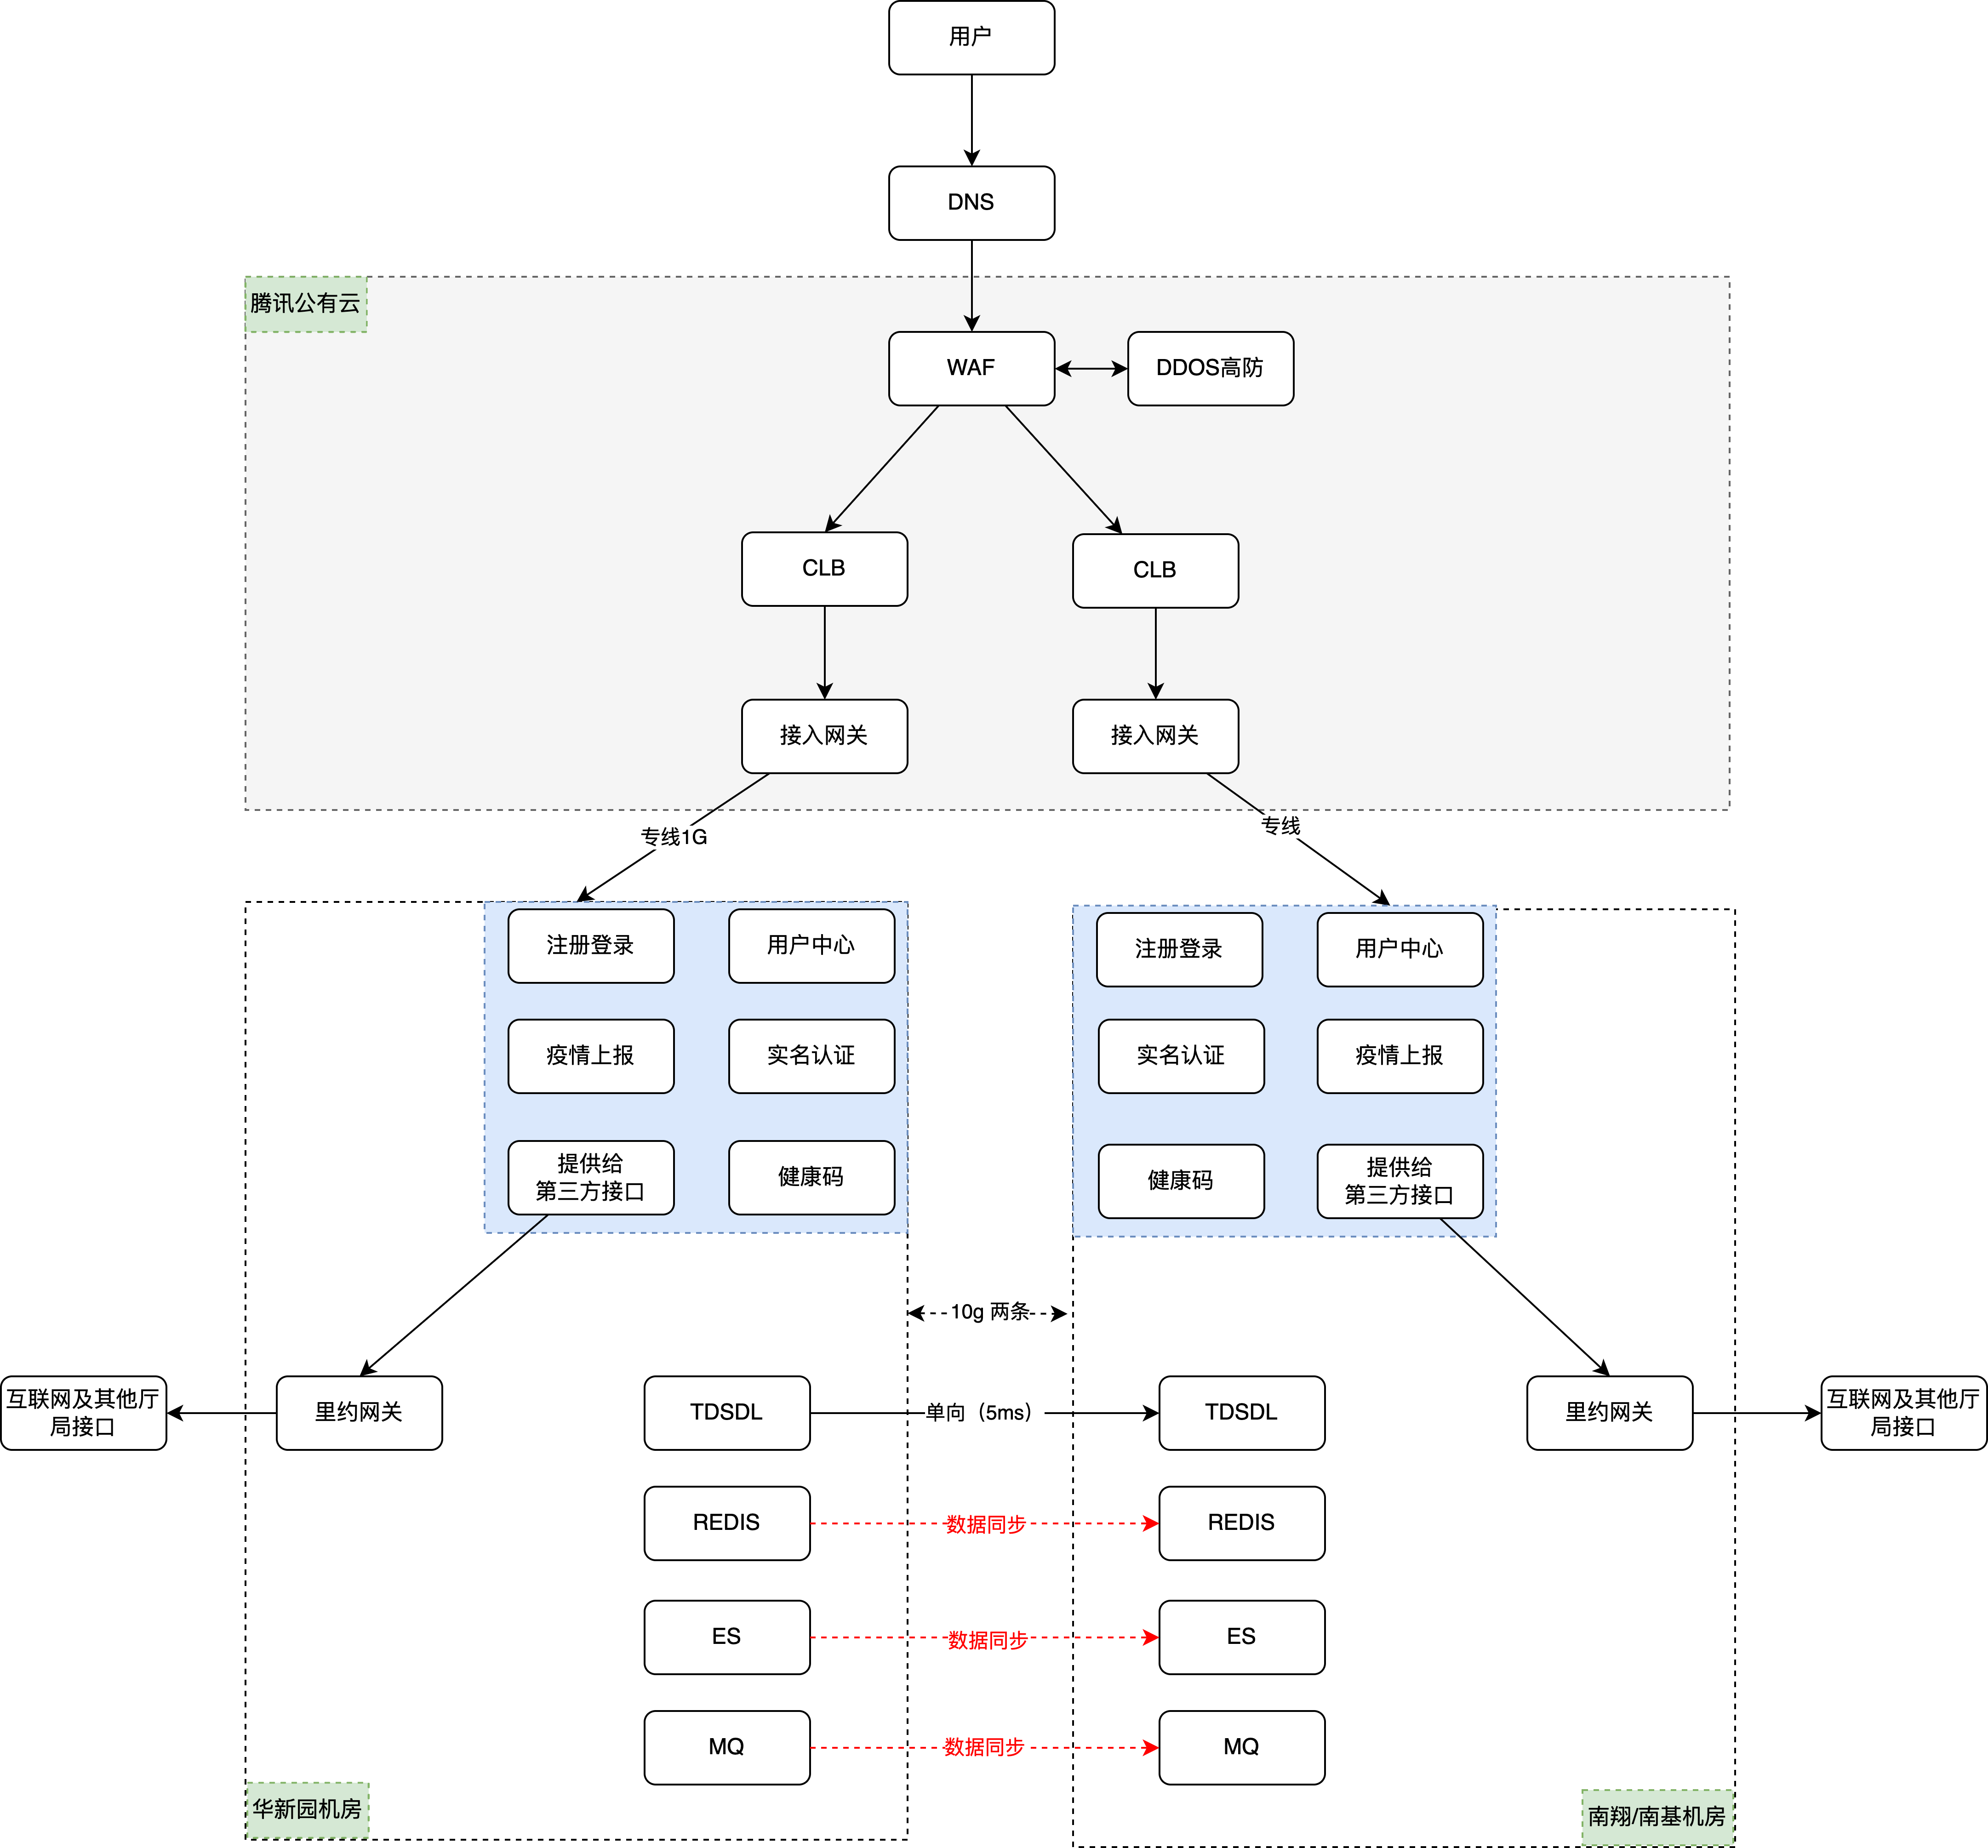 用户
DNS
腾讯公有云
WAF
DDOS高防
CLB
CLB
接入网关
接入网关
专线1G
专线
注册登录
用户中心
疫情上报
实名认证
提供给
第三方接口
健康码
注册登录
用户中心
实名认证
疫情上报
健康码
提供给
第三方接口
10g 两条
互联网及其他厅
局接口
里约网关
TDSDL
单向（5ms）
TDSDL
里约网关
互联网及其他厅
局接口
REDIS
数据同步
REDIS
ES
数据同步
ES
MQ
数据同步
MQ
华新园机房
南翔/南基机房